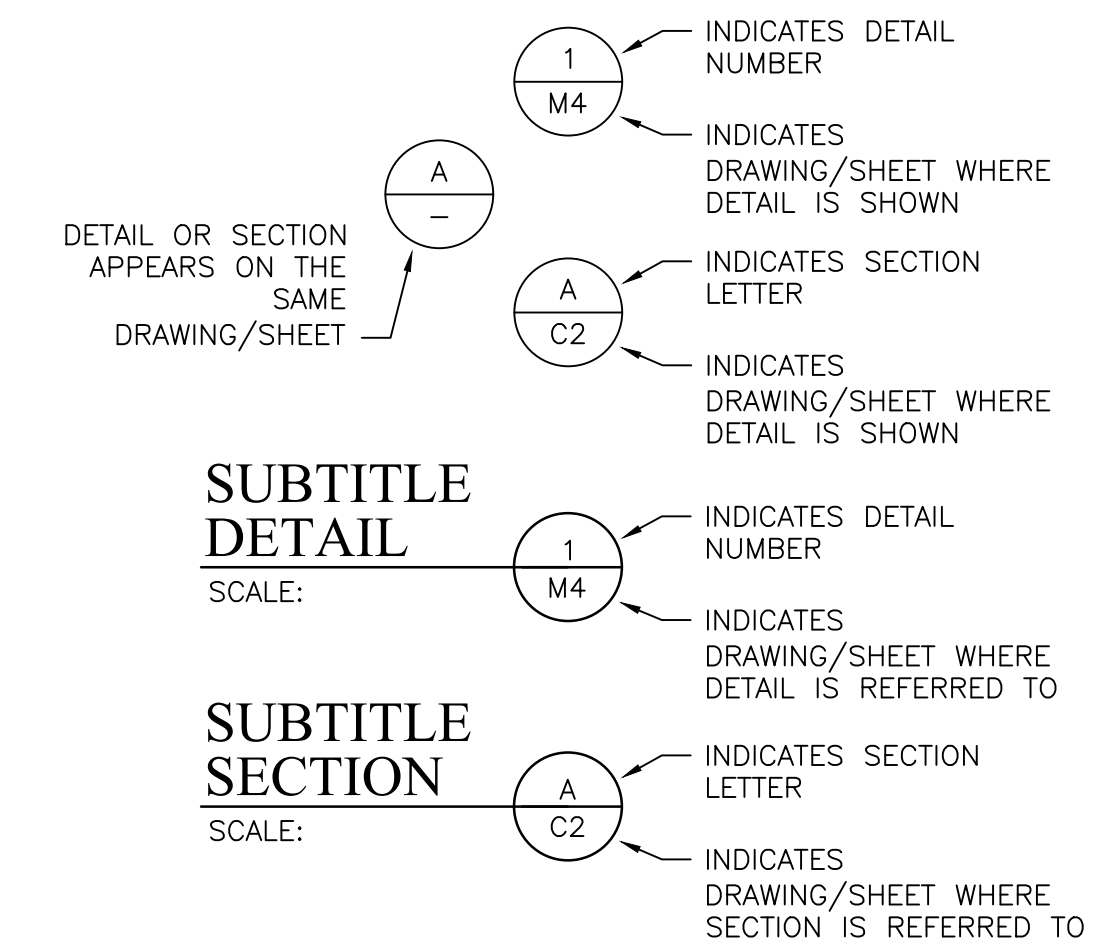 1
M4
INDICATES DETAIL
NUMBER
INDICATES
DRAWING/SHEET WHERE
DETAIL IS SHOWN
A
–
DETAIL OR SECTION
APPEARS ON THE
SAME
DRAWING/SHEET
A
C2
INDICATES SECTION
LETTER
INDICATES
DRAWING/SHEET WHERE
DETAIL IS SHOWN
SUBTITLE
DETAIL
SCALE:
1
M4
INDICATES DETAIL
NUMBER
INDICATES
DRAWING/SHEET WHERE
DETAIL IS REFERRED TO
SUBTITLE
SECTION
SCALE:
A
C2
INDICATES SECTION
LETTER
INDICATES
DRAWING/SHEET WHERE
SECTION IS REFERRED TO